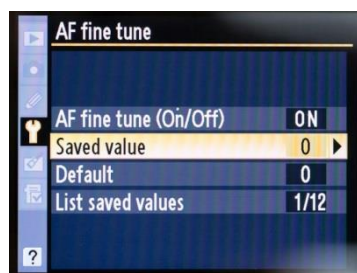 AF fine tune
AF fine tune (On/Off) ON
Saved value 0
Default 0
List saved values 1/12
?